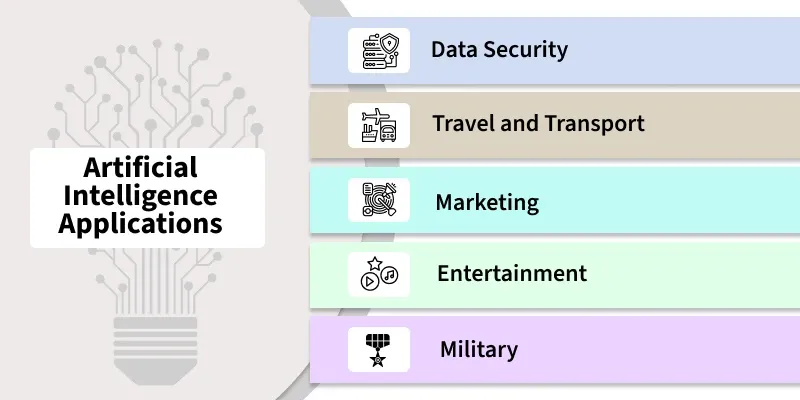 Artificial
Intelligence
Applications
Data Security
Travel and Transport
Marketing
Entertainment
Military